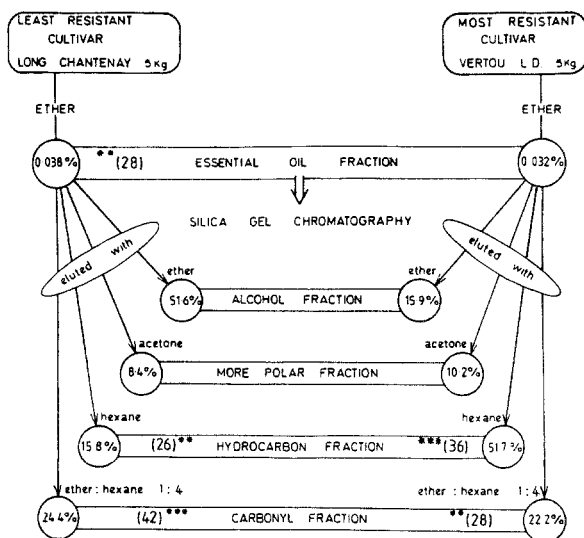 LEAST RESISTANT
CULTIVAR
LONG CHANTENAY 5Kg
MOST RESISTANT
CULTIVAR
VERTOU L.D. 5Kg
ETHER
ETHER
0·038% **(28) ESSENTIAL OIL FRACTION 0·032%
SILICA GEL CHROMATOGRAPHY
eluted with
eluted with
ether
ether
51·6% ALCOHOL FRACTION 15·9%
acetone
acetone
8·4% MORE POLAR FRACTION 10·2%
hexane
hexane
15·8% (26)** HYDROCARBON FRACTION ***(36) 51·7%
ether : hexane 1 : 4
ether : hexane 1 : 4
24·4% (42)*** CARBONYL FRACTION **(28) 22·2%